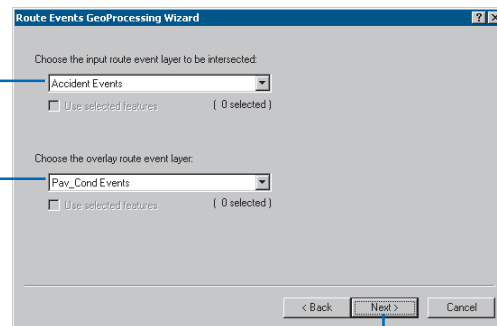 Route Events GeoProcessing Wizard
Choose the input route event layer to be intersected:
Accident Events
Use selected features ( 0 selected )
Choose the overlay route event layer:
Pav_Cond Events
Use selected features ( 0 selected )
< Back Next > Cancel